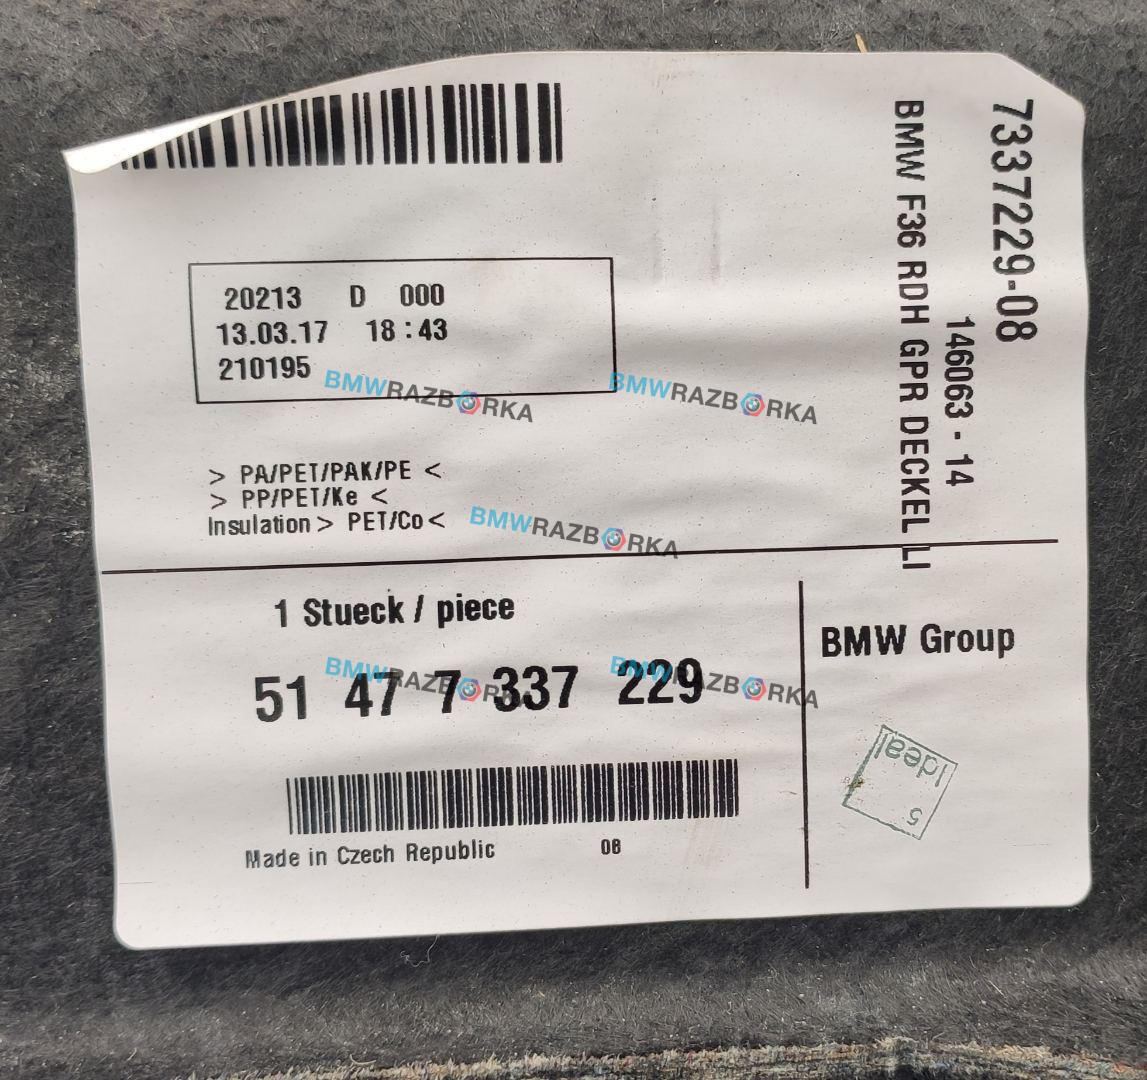 20213 D 000
13.03.17 18:43
210195
> PA/PET/PAK/PE <
> PP/PET/Ke <
Insulation > PET/Co <
7337229-08
146063 - 14
BMW F36 RDH GPR DECKEL LI
1 Stueck / piece
51 47 7 337 229
Made in Czech Republic 08
BMW Group
Ideal
5
BMWRAZBORKA
BMWRAZBORKA
BMWRAZBORKA
BMWRAZBORKA
BMWRAZBORKA